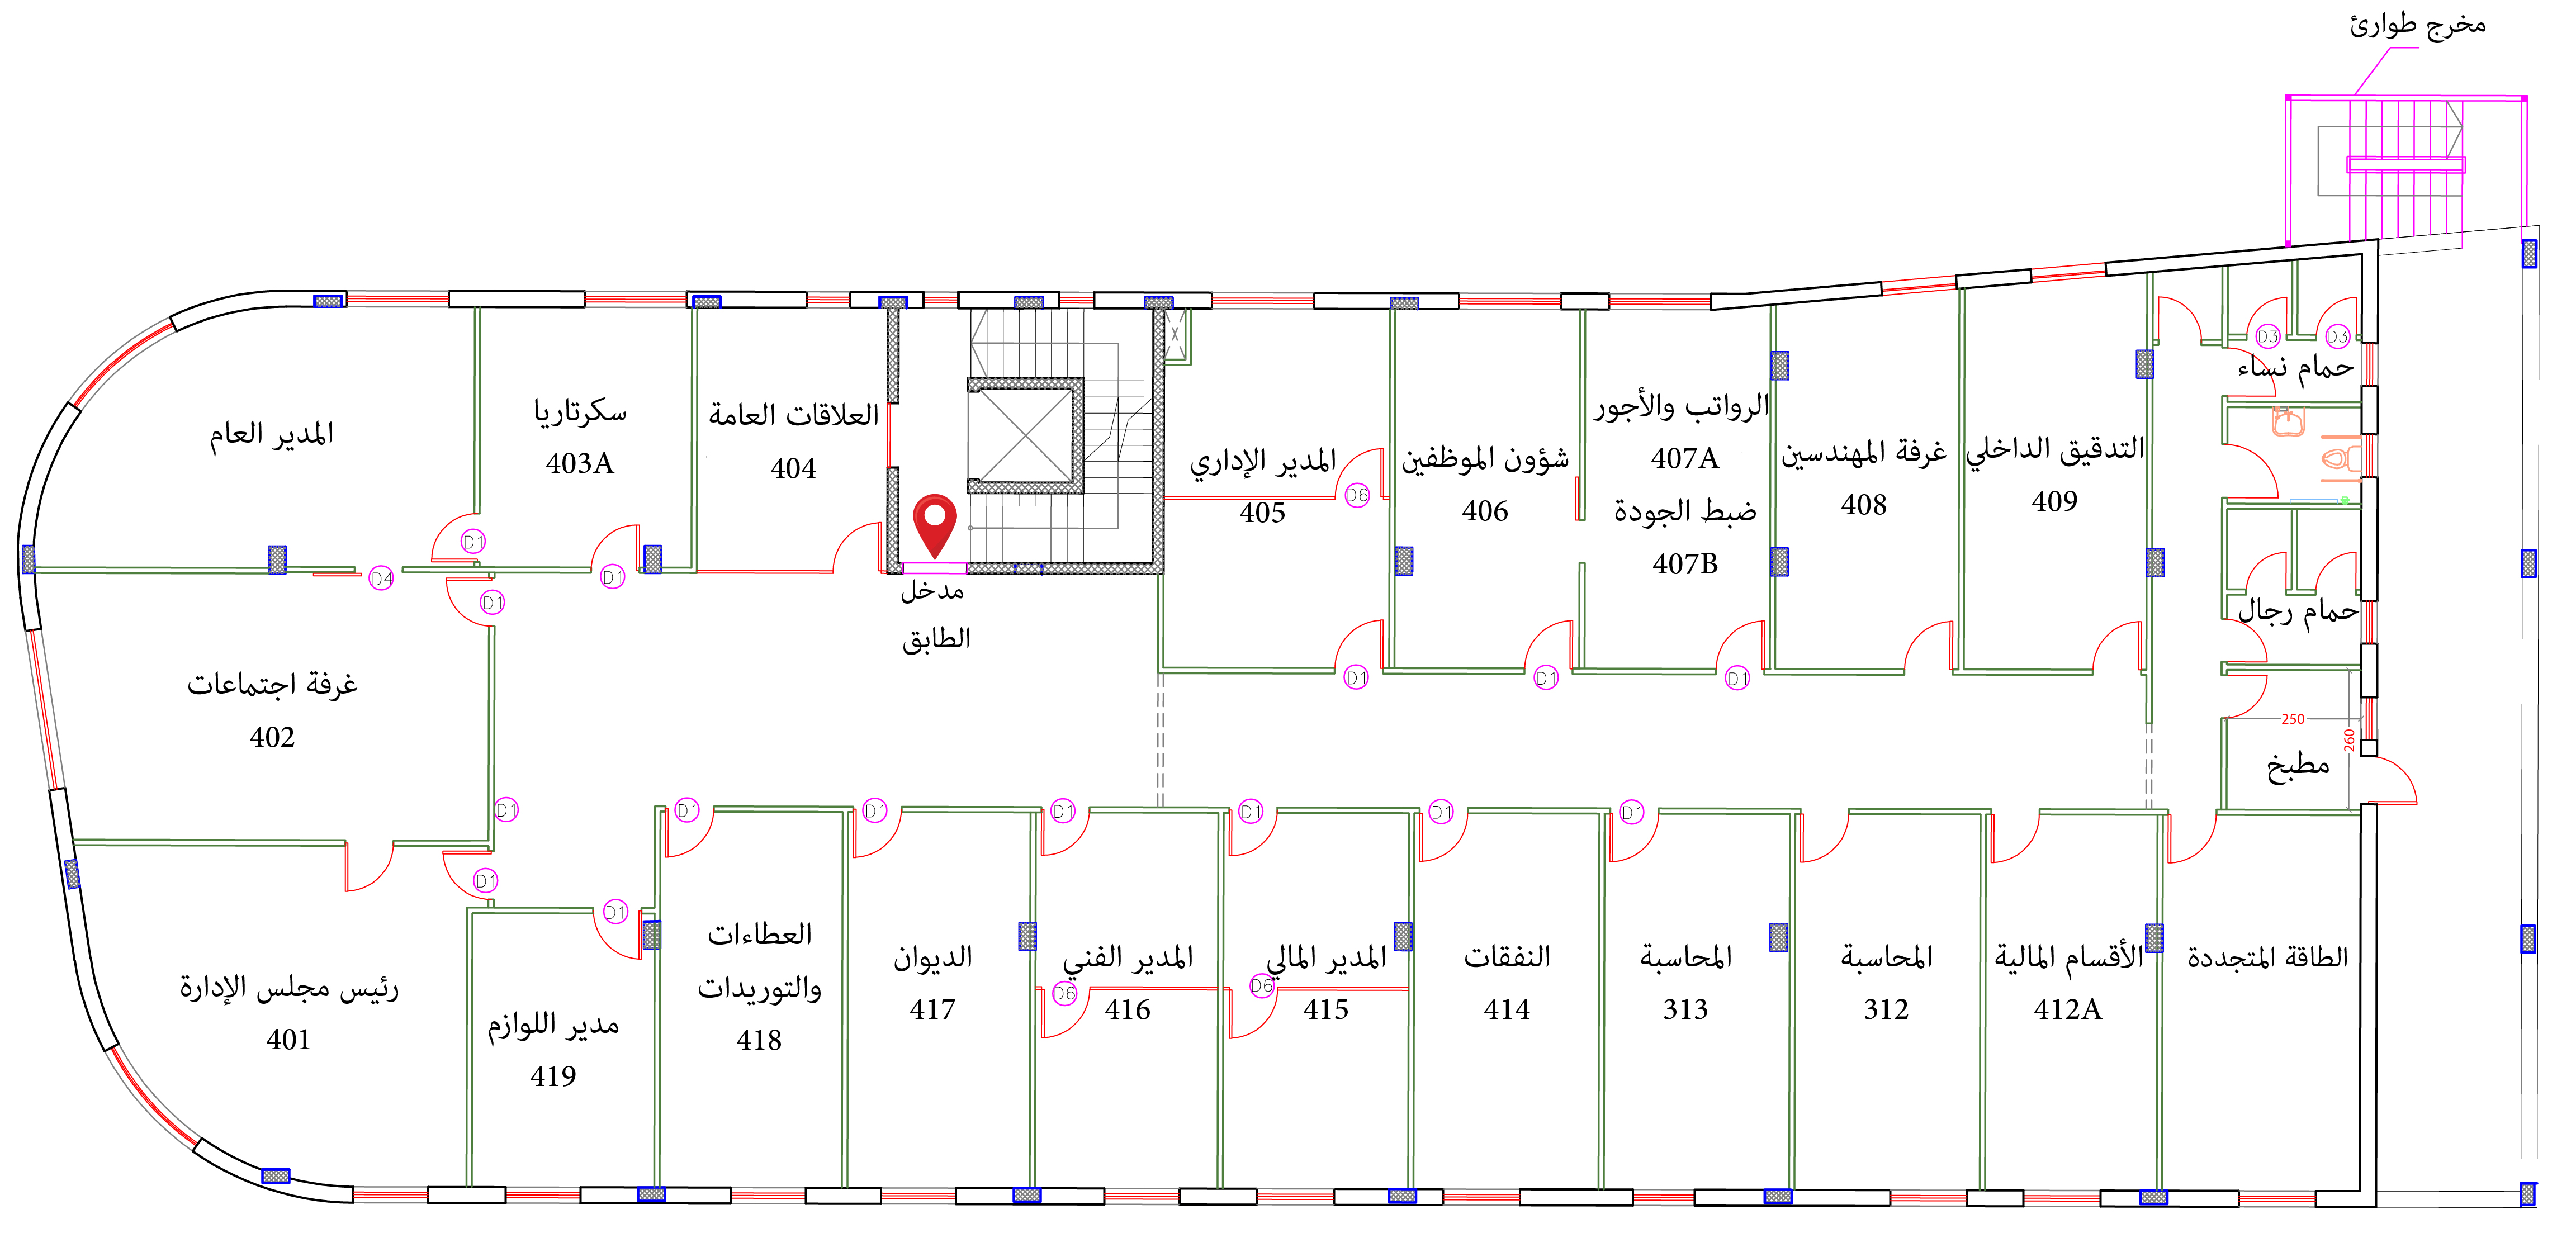 مخرج طوارئ
المدير العام
سكرتاريا
403A
العلاقات العامة
404
مدخل
الطابق
المدير الإداري
405
شؤون الموظفين
406
الرواتب والأجور
407A
ضبط الجودة
407B
غرفة المهندسين
408
التدقيق الداخلي
409
حمام نساء
حمام رجال
مطبخ
250
260
D3
D3
D6
D1
D1
D1
D4
D1
D1
D1
غرفة اجتماعات
402
D1
D1
D1
D1
D1
D1
D1
D1
D1
D1
رئيس مجلس الإدارة
401
مدير اللوازم
419
العطاءات
والتوريدات
418
الديوان
417
المدير الفني
D6
416
المدير المالي
D6
415
النفقات
414
المحاسبة
313
المحاسبة
312
الأقسام المالية
412A
الطاقة المتجددة